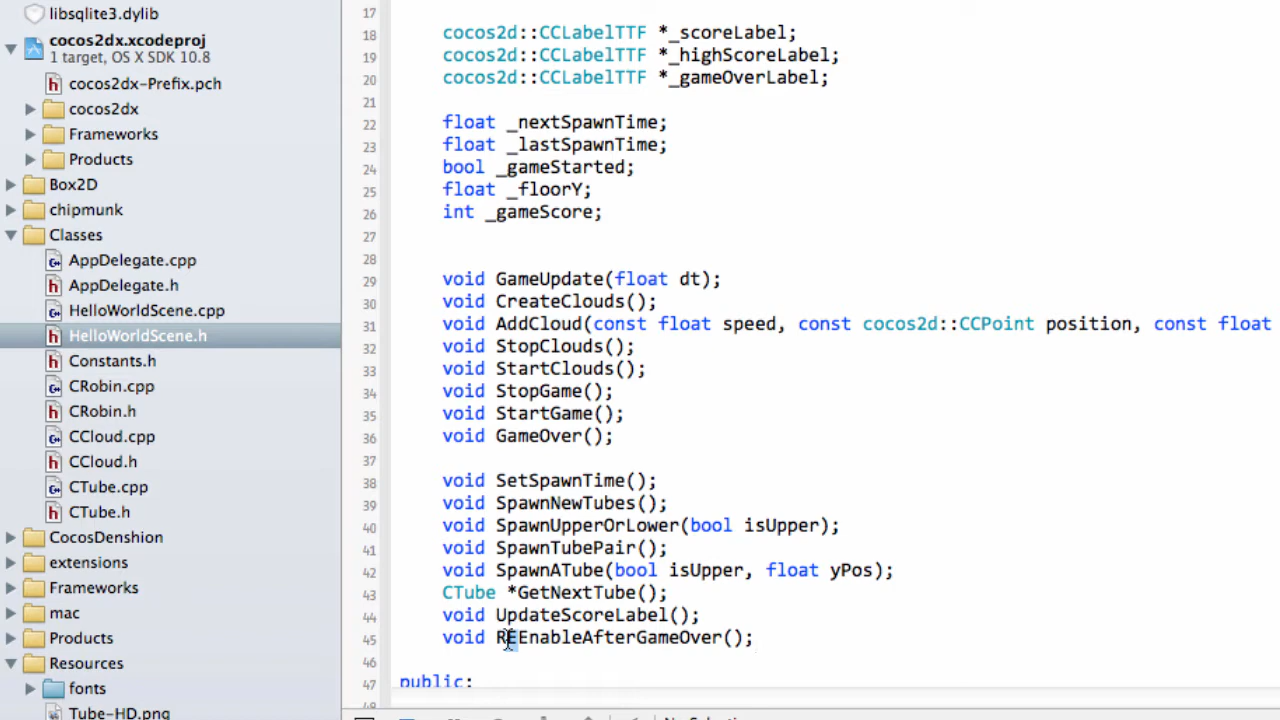 libsqlite3.dylib
cocos2dx.xcodeproj
1 target, OS X SDK 10.8
cocos2dx-Prefix.pch
cocos2dx
Frameworks
Products
Box2D
chipmunk
Classes
AppDelegate.cpp
AppDelegate.h
HelloWorldScene.cpp
HelloWorldScene.h
Constants.h
CRobin.cpp
CRobin.h
CCloud.cpp
CCloud.h
CTube.cpp
CTube.h
CocosDenshion
extensions
Frameworks
mac
Products
Resources
fonts
Tube-HD.png
17
18 cocos2d::CCLabelTTF *_scoreLabel;
19 cocos2d::CCLabelTTF *_highScoreLabel;
20 cocos2d::CCLabelTTF *_gameOverLabel;
21
22 float _nextSpawnTime;
23 float _lastSpawnTime;
24 bool _gameStarted;
25 float _floorY;
26 int _gameScore;
27
28
29 void GameUpdate(float dt);
30 void CreateClouds();
31 void AddCloud(const float speed, const cocos2d::CCPoint position, const float
32 void StopClouds();
33 void StartClouds();
34 void StopGame();
35 void StartGame();
36 void GameOver();
37
38 void SetSpawnTime();
39 void SpawnNewTubes();
40 void SpawnUpperOrLower(bool isUpper);
41 void SpawnTubePair();
42 void SpawnATube(bool isUpper, float yPos);
43 CTube *GetNextTube();
44 void UpdateScoreLabel();
45 void REEnableAfterGameOver();
46
47 public:
48